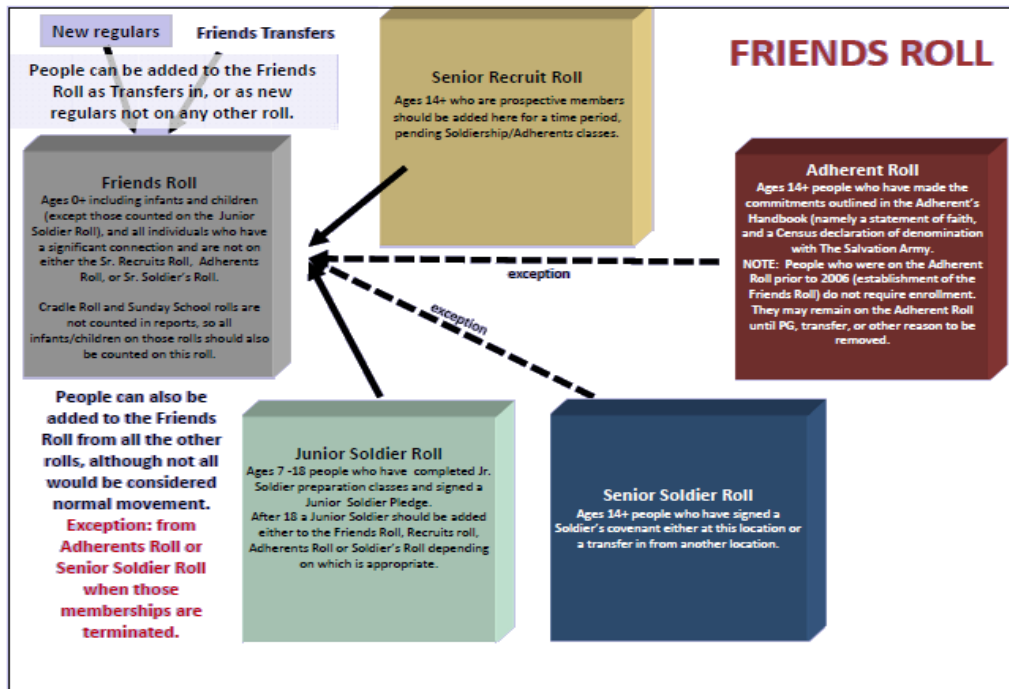 New regulars
Friends Transfers
FRIENDS ROLL
People can be added to the Friends
Roll as Transfers in, or as new
regulars not on any other roll.
Senior Recruit Roll
Ages 14+ who are prospective members
should be added here for a time period,
pending Soldiership/Adherents classes.
Friends Roll
Ages 0+ including infants and children
(except those counted on the Junior
Soldier Roll), and all individuals who have
a significant connection and are not on
either the Sr. Recruits Roll, Adherents
Roll, or Sr. Soldier's Roll.
Cradle Roll and Sunday School rolls are
not counted in reports, so all
infants/children on those rolls should also
be counted on this roll.
Adherent Roll
Ages 14+ people who have made the
commitments outlined in the Adherent's
Handbook (namely a statement of faith,
and a Census declaration of denomination
with The Salvation Army.
NOTE: People who were on the Adherent
Roll prior to 2006 (establishment of the
Friends Roll) do not require enrollment.
They may remain on the Adherent Roll
until PG, transfer, or other reason to be
removed.
exception
exception
People can also be
added to the Friends
Roll from all the other
rolls, although not all
would be considered
normal movement.
Exception: from
Adherents Roll or
Senior Soldier Roll
when those
memberships are
terminated.
Junior Soldier Roll
Ages 7 -18 people who have completed Jr.
Soldier preparation classes and signed a
Junior Soldier Pledge.
After 18 a Junior Soldier should be added
either to the Friends Roll, Recruits roll,
Adherents Roll or Soldier's Roll depending
on which is appropriate.
Senior Soldier Roll
Ages 14+ people who have signed a
Soldier's covenant either at this location or
a transfer in from another location.